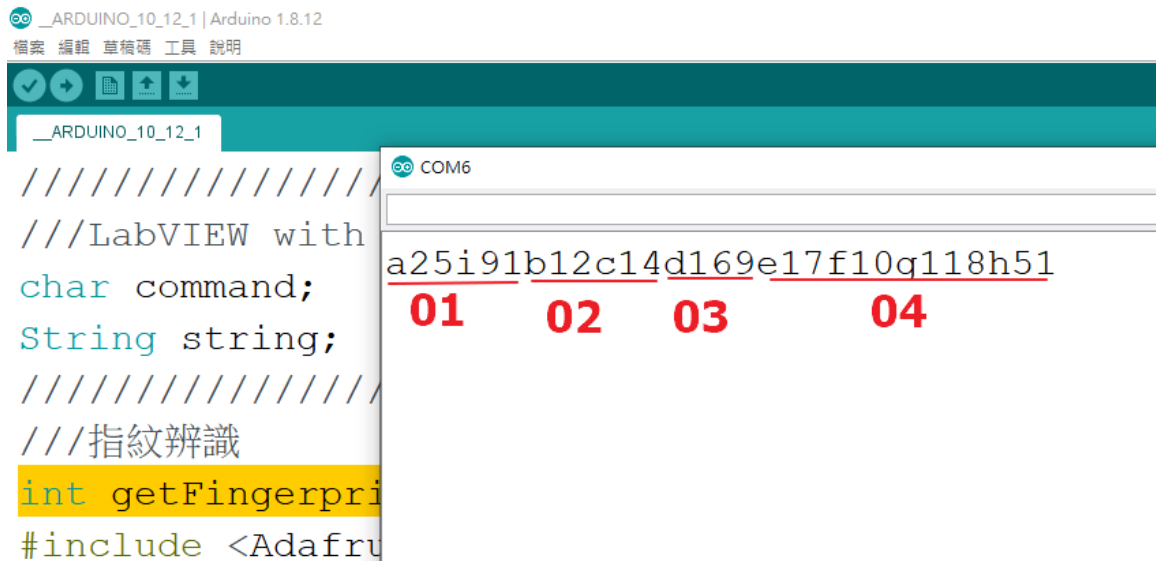 __ARDUINO_10_12_1 | Arduino 1.8.12
檔案 編輯 草稿碼 工具 說明
__ARDUINO_10_12_1
////////////////
///LabVIEW with
char command;
String string;
////////////////
///指紋辨識
int getFingerpri
#include <Adafru
COM6
a25i91b12c14d169e17f10g118h51
01 02 03 04